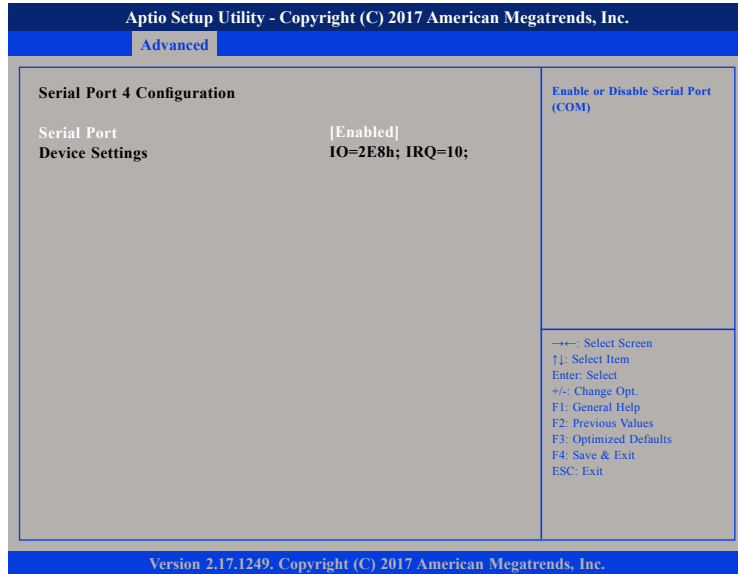 Aptio Setup Utility - Copyright (C) 2017 American Megatrends, Inc.
Advanced
Serial Port 4 Configuration
Serial Port [Enabled]
Device Settings IO=2E8h; IRQ=10;
Enable or Disable Serial Port
(COM)
→←: Select Screen
↑↓: Select Item
Enter: Select
+/-: Change Opt.
F1: General Help
F2: Previous Values
F3: Optimized Defaults
F4: Save & Exit
ESC: Exit
Version 2.17.1249. Copyright (C) 2017 American Megatrends, Inc.